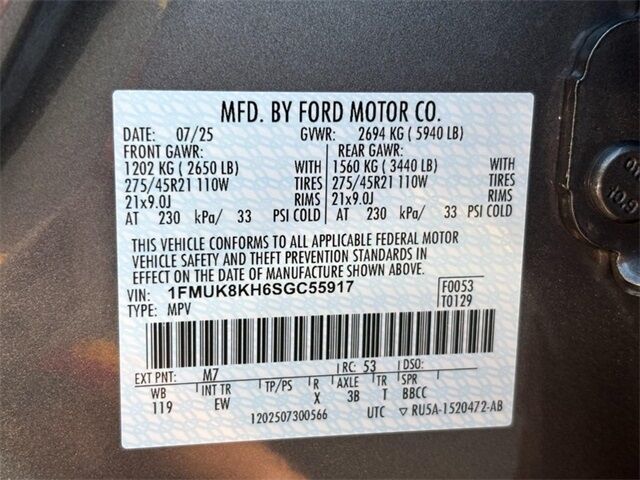 MFD. BY FORD MOTOR CO.
DATE: 07/25 GVWR: 2694 KG ( 5940 LB)
FRONT GAWR: REAR GAWR:
1202 KG ( 2650 LB) WITH 1560 KG ( 3440 LB) WITH
275/45R21 110W TIRES 275/45R21 110W TIRES
21x9.0J RIMS 21x9.0J RIMS
AT 230 kPa/ 33 PSI COLD AT 230 kPa/ 33 PSI COLD
THIS VEHICLE CONFORMS TO ALL APPLICABLE FEDERAL MOTOR
VEHICLE SAFETY AND THEFT PREVENTION STANDARDS IN
EFFECT ON THE DATE OF MANUFACTURE SHOWN ABOVE.
VIN: 1FMUK8KH6SGC55917 F0053
TYPE: MPV T0129
EXT PNT: M7 RC: 53 DSO:
WB INT TR TP/PS R AXLE TR SPR
119 EW X 3B T BBCC
1202507300566 UTC ▽ RU5A-1520472-AB